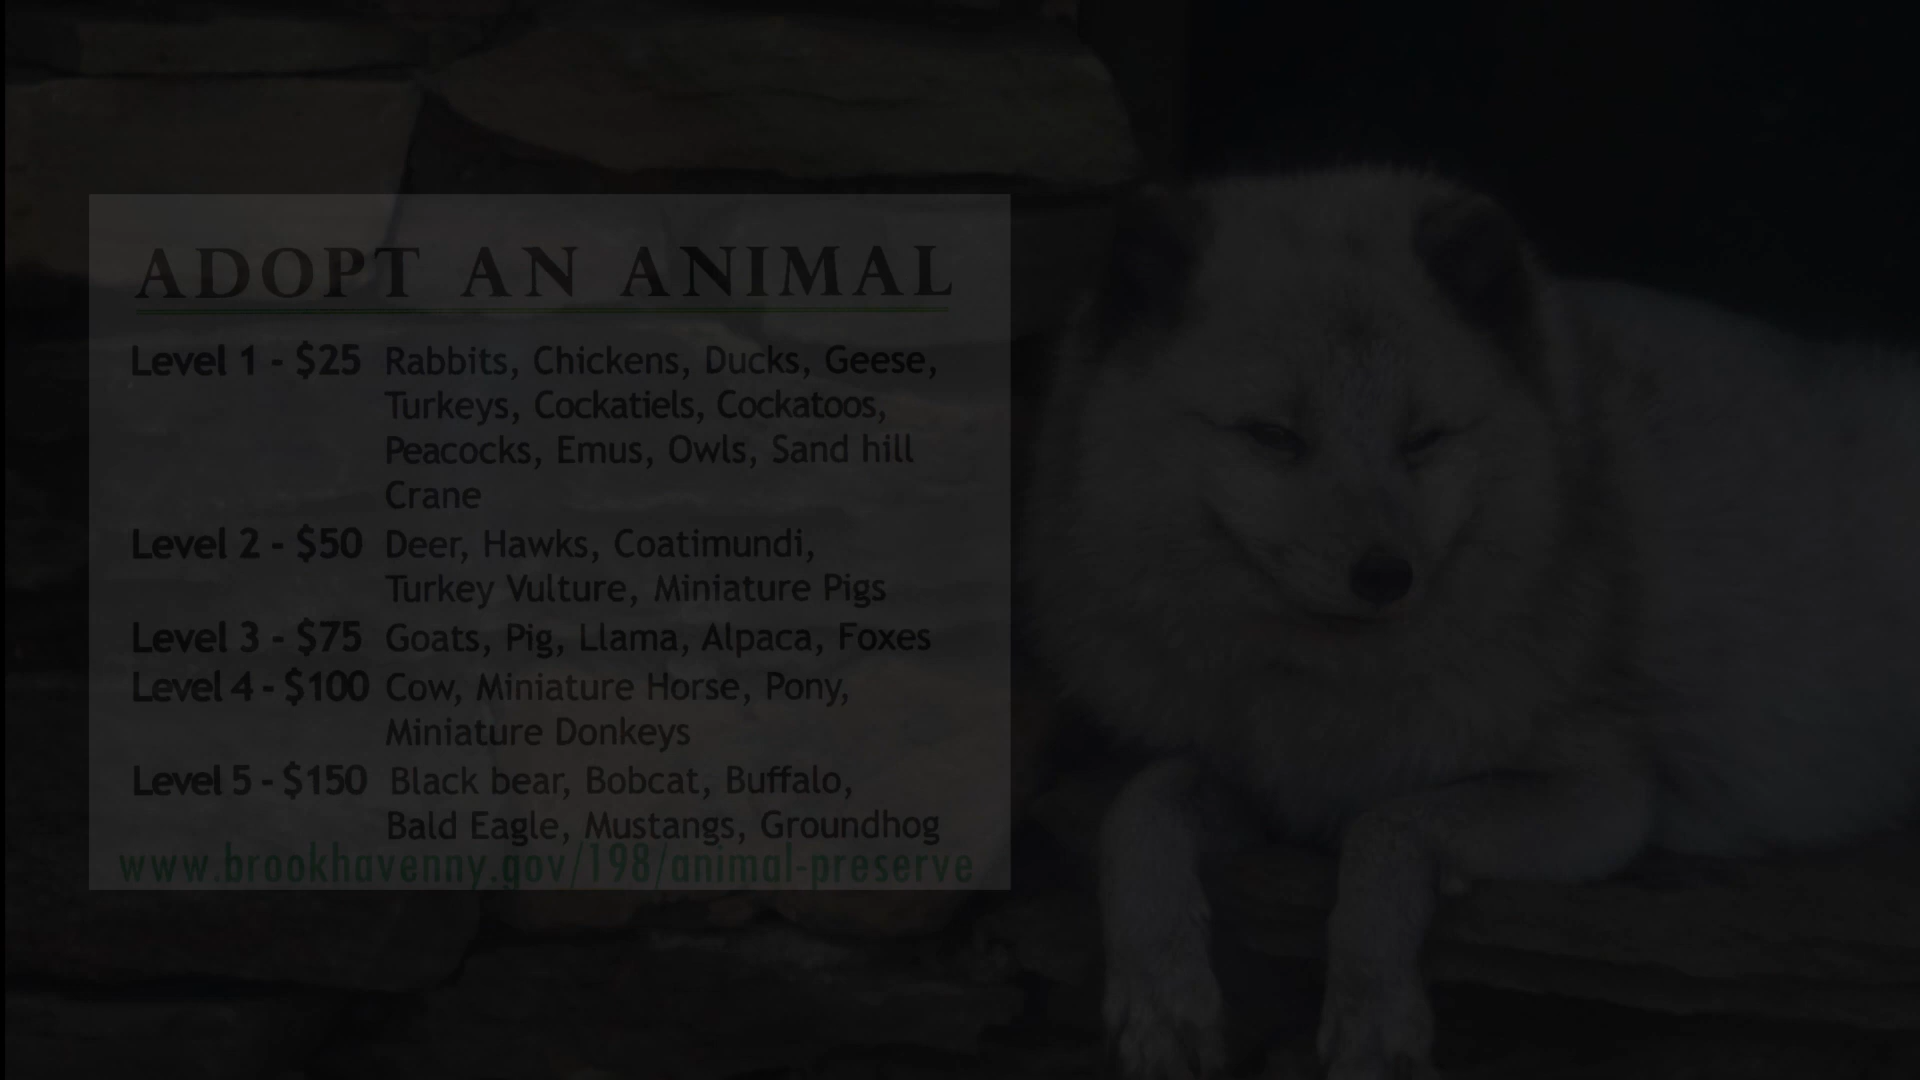 ADOPT AN ANIMAL
Level 1 - $25 Rabbits, Chickens, Ducks, Geese,
Turkeys, Cockatiels, Cockatoos,
Peacocks, Emus, Owls, Sand hill
Crane
Level 2 - $50 Deer, Hawks, Coatimundi,
Turkey Vulture, Miniature Pigs
Level 3 - $75 Goats, Pig, Llama, Alpaca, Foxes
Level 4 - $100 Cow, Miniature Horse, Pony,
Miniature Donkeys
Level 5 - $150 Black bear, Bobcat, Buffalo,
Bald Eagle, Mustangs, Groundhog
www.brookhavenny.gov/198/animal-preserve